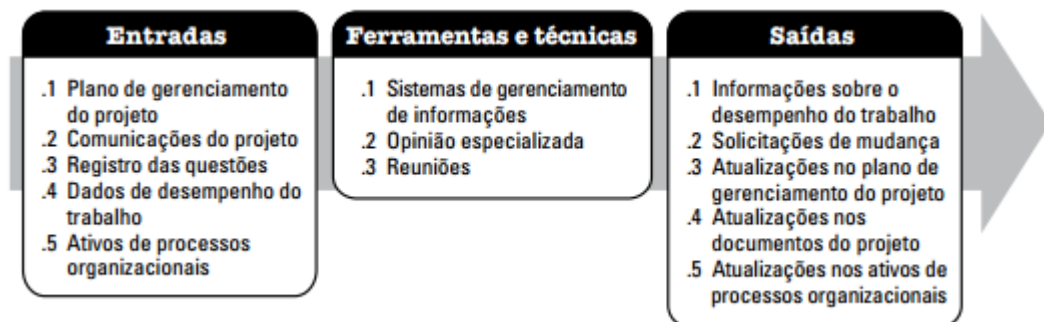 Entradas
.1 Plano de gerenciamento
do projeto
.2 Comunicações do projeto
.3 Registro das questões
.4 Dados de desempenho do
trabalho
.5 Ativos de processos
organizacionais
Ferramentas e técnicas
.1 Sistemas de gerenciamento
de informações
.2 Opinião especializada
.3 Reuniões
Saídas
.1 Informações sobre o
desempenho do trabalho
.2 Solicitações de mudança
.3 Atualizações no plano de
gerenciamento do projeto
.4 Atualizações nos
documentos do projeto
.5 Atualizações nos ativos de
processos organizacionais